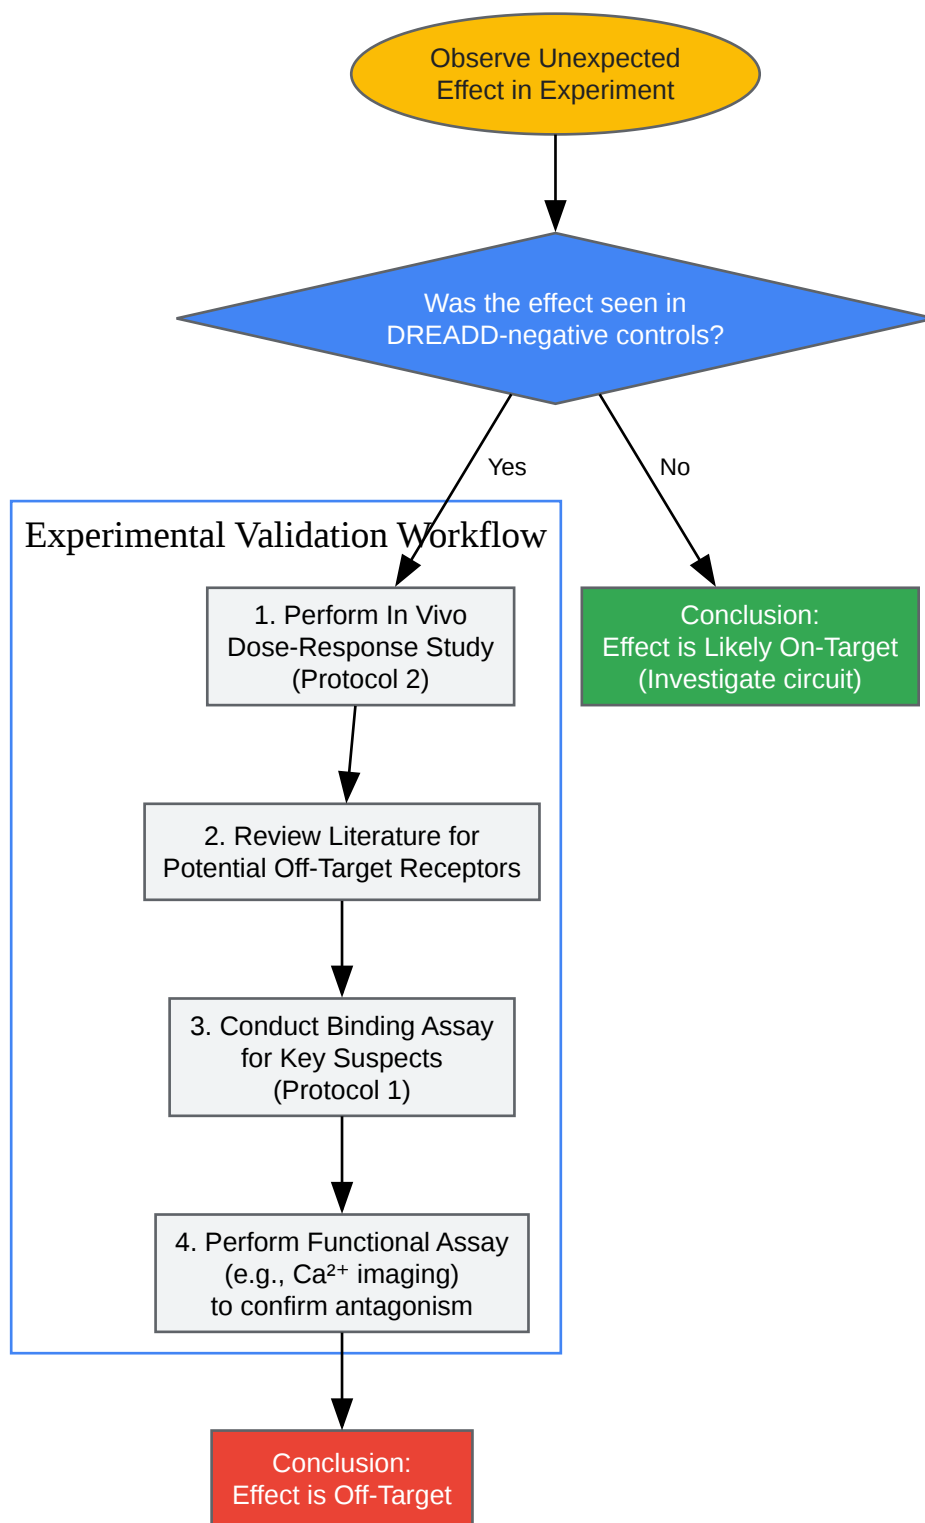 Observe Unexpected
Effect in Experiment
Was the effect seen in
DREADD-negative controls?
Yes
No
Experimental Validation Workflow
1. Perform In Vivo
Dose-Response Study
(Protocol 2)
Conclusion:
Effect is Likely On-Target
(Investigate circuit)
2. Review Literature for
Potential Off-Target Receptors
3. Conduct Binding Assay
for Key Suspects
(Protocol 1)
4. Perform Functional Assay
(e.g., Ca²⁺ imaging)
to confirm antagonism
Conclusion:
Effect is Off-Target